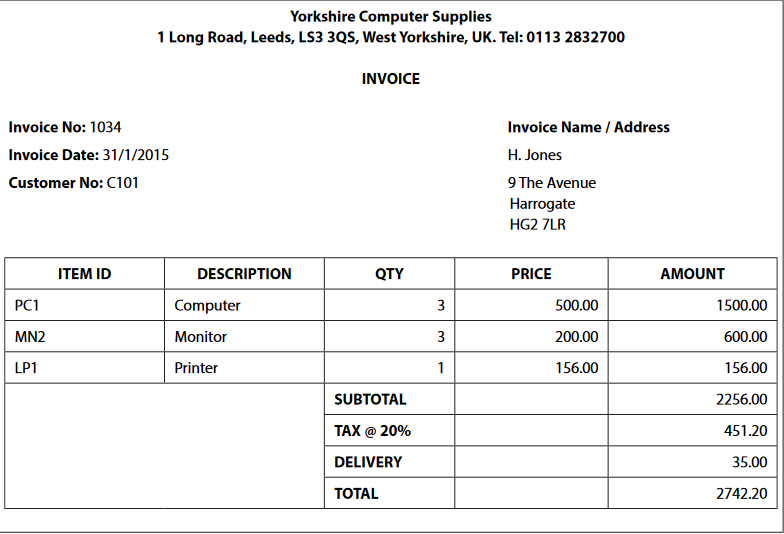 Yorkshire Computer Supplies
1 Long Road, Leeds, LS3 3QS, West Yorkshire, UK. Tel: 0113 2832700
INVOICE
Invoice No: 1034
Invoice Date: 31/1/2015
Customer No: C101
Invoice Name / Address
H. Jones
9 The Avenue
Harrogate
HG2 7LR
ITEM ID DESCRIPTION QTY PRICE AMOUNT
PC1 Computer 3 500.00 1500.00
MN2 Monitor 3 200.00 600.00
LP1 Printer 1 156.00 156.00
SUBTOTAL 2256.00
TAX @ 20% 451.20
DELIVERY 35.00
TOTAL 2742.20